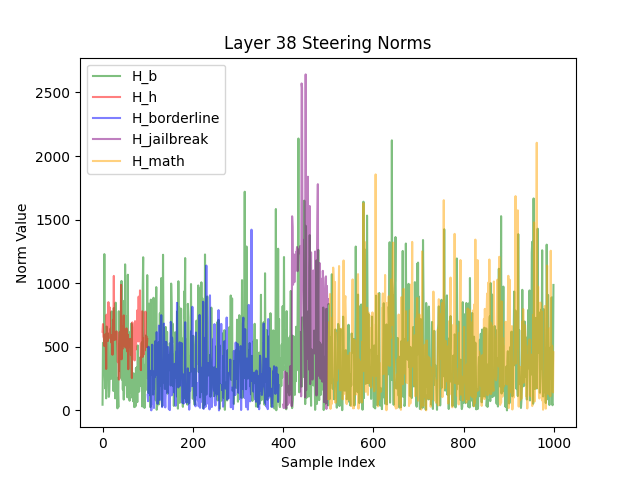 Layer 38 Steering Norms
H_b
H_h
H_borderline
H_jailbreak
H_math
Norm Value
2500
2000
1500
1000
500
0
0 200 400 600 800 1000
Sample Index